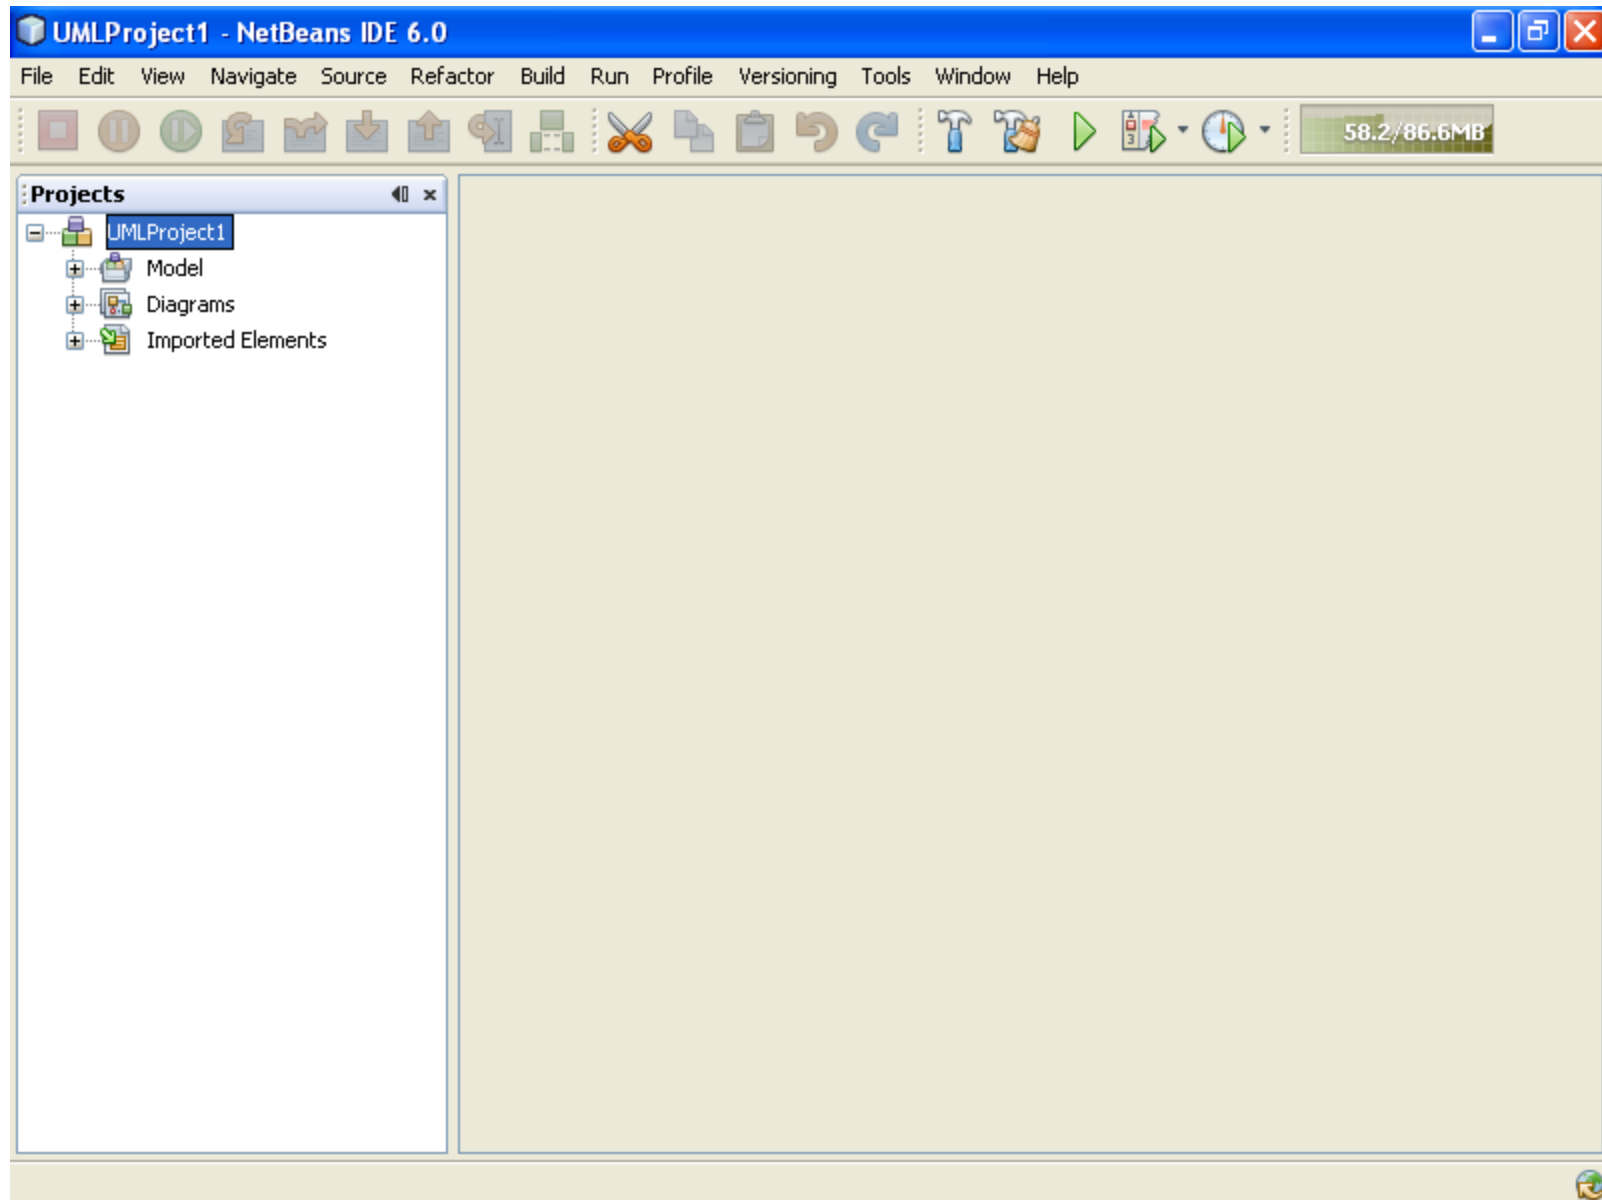 UMLProject1 - NetBeans IDE 6.0
File Edit View Navigate Source Refactor Build Run Profile Versioning Tools Window Help
58.2/86.6MB
Projects
UMLProject1
Model
Diagrams
Imported Elements